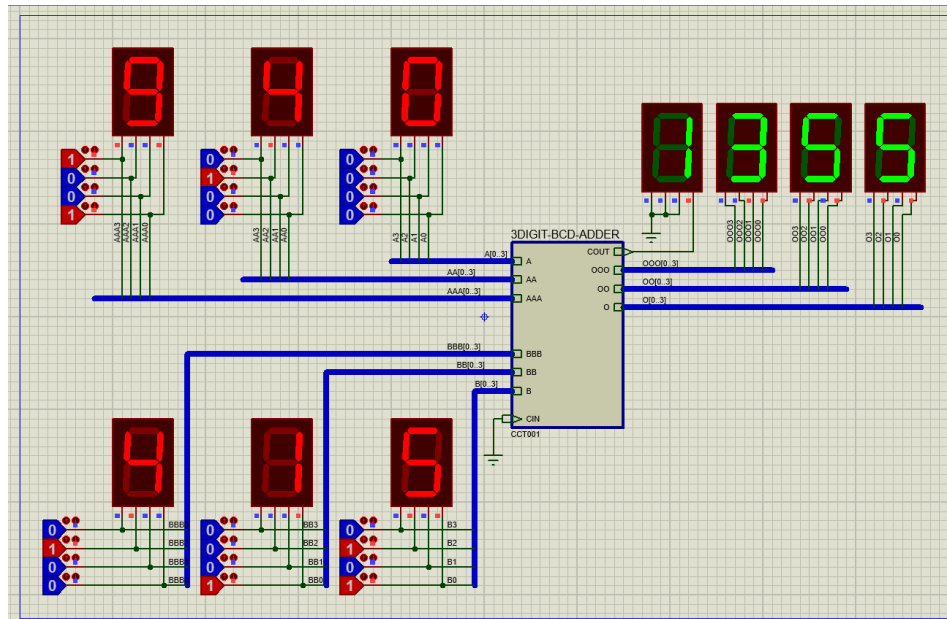 9 4 0
1 0 0 1
0 1 0 0
0 0 0 0
AAA3 AAA2 AAA1 AAA0
AA3 AA2 AA1 AA0
A3 A2 A1 A0
1 3 5 5
OOO3 OOO2 OOO1 OOO0
OO3 OO2 OO1 OO0
O3 O2 O1 O0
3DIGIT-BCD-ADDER
A[0..3] A
AA[0..3] AA
AAA[0..3] AAA
BBB[0..3] BBB
BB[0..3] BB
B[0..3] B
CIN
COUT
OOO OOO[0..3]
OO OO[0..3]
O O[0..3]
CCT001
4 1 5
0 BBB 0 BB3 0 B3
1 BBB 0 BB2 1 B2
0 BBB 0 BB1 0 B1
0 BBB 1 BB0 1 B0